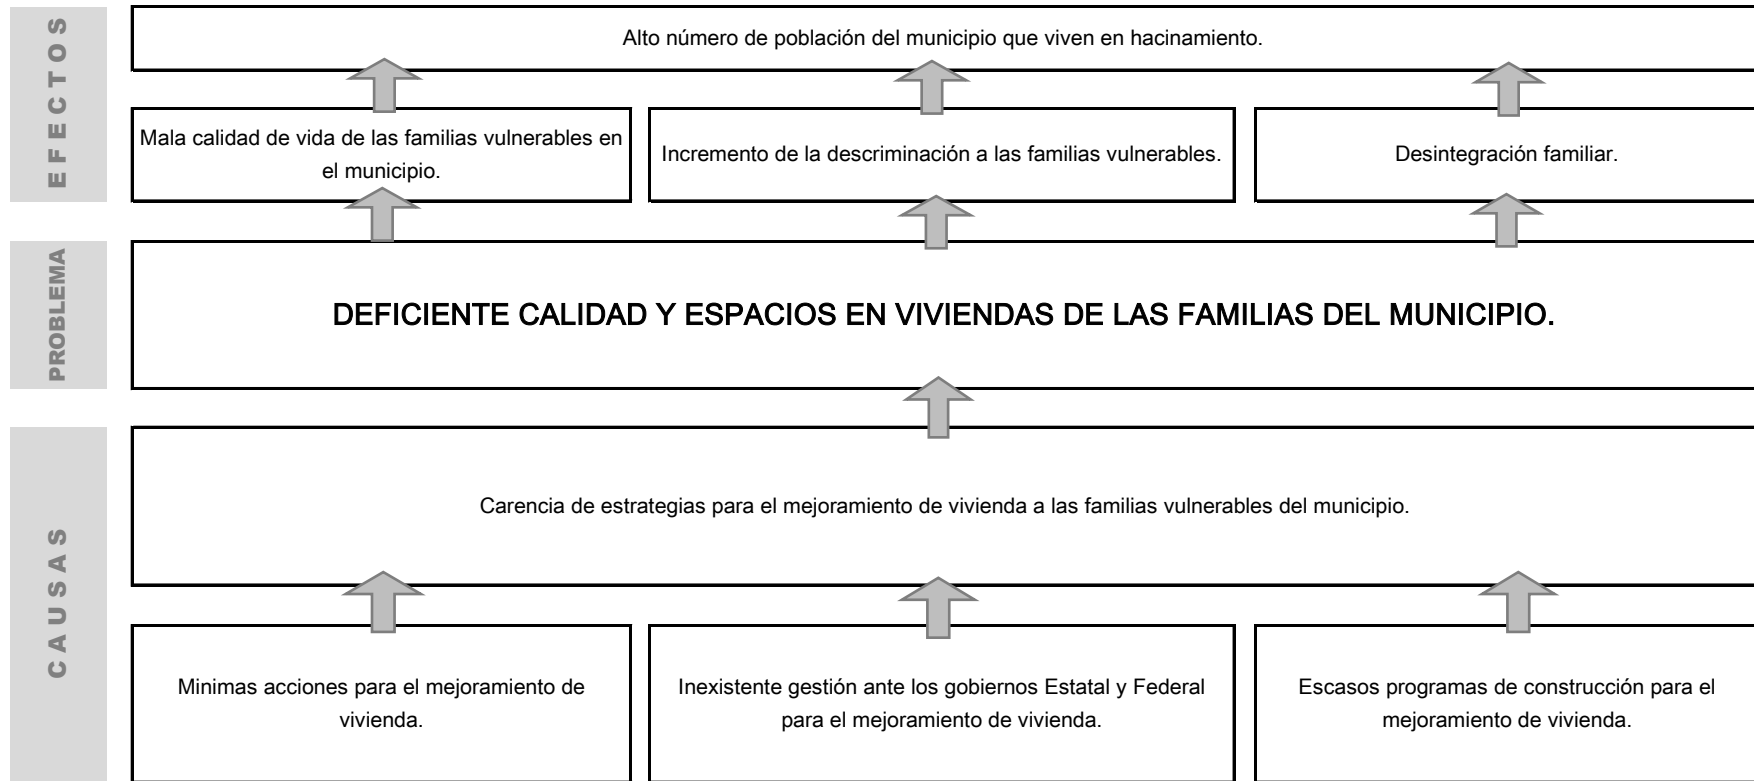 EFECTOS
Alto número de población del municipio que viven en hacinamiento.
Mala calidad de vida de las familias vulnerables en
el municipio.
Incremento de la descriminación a las familias vulnerables.
Desintegración familiar.
PROBLEMA
DEFICIENTE CALIDAD Y ESPACIOS EN VIVIENDAS DE LAS FAMILIAS DEL MUNICIPIO.
CAUSAS
Carencia de estrategias para el mejoramiento de vivienda a las familias vulnerables del municipio.
Minimas acciones para el mejoramiento de
vivienda.
Inexistente gestión ante los gobiernos Estatal y Federal
para el mejoramiento de vivienda.
Escasos programas de construcción para el
mejoramiento de vivienda.